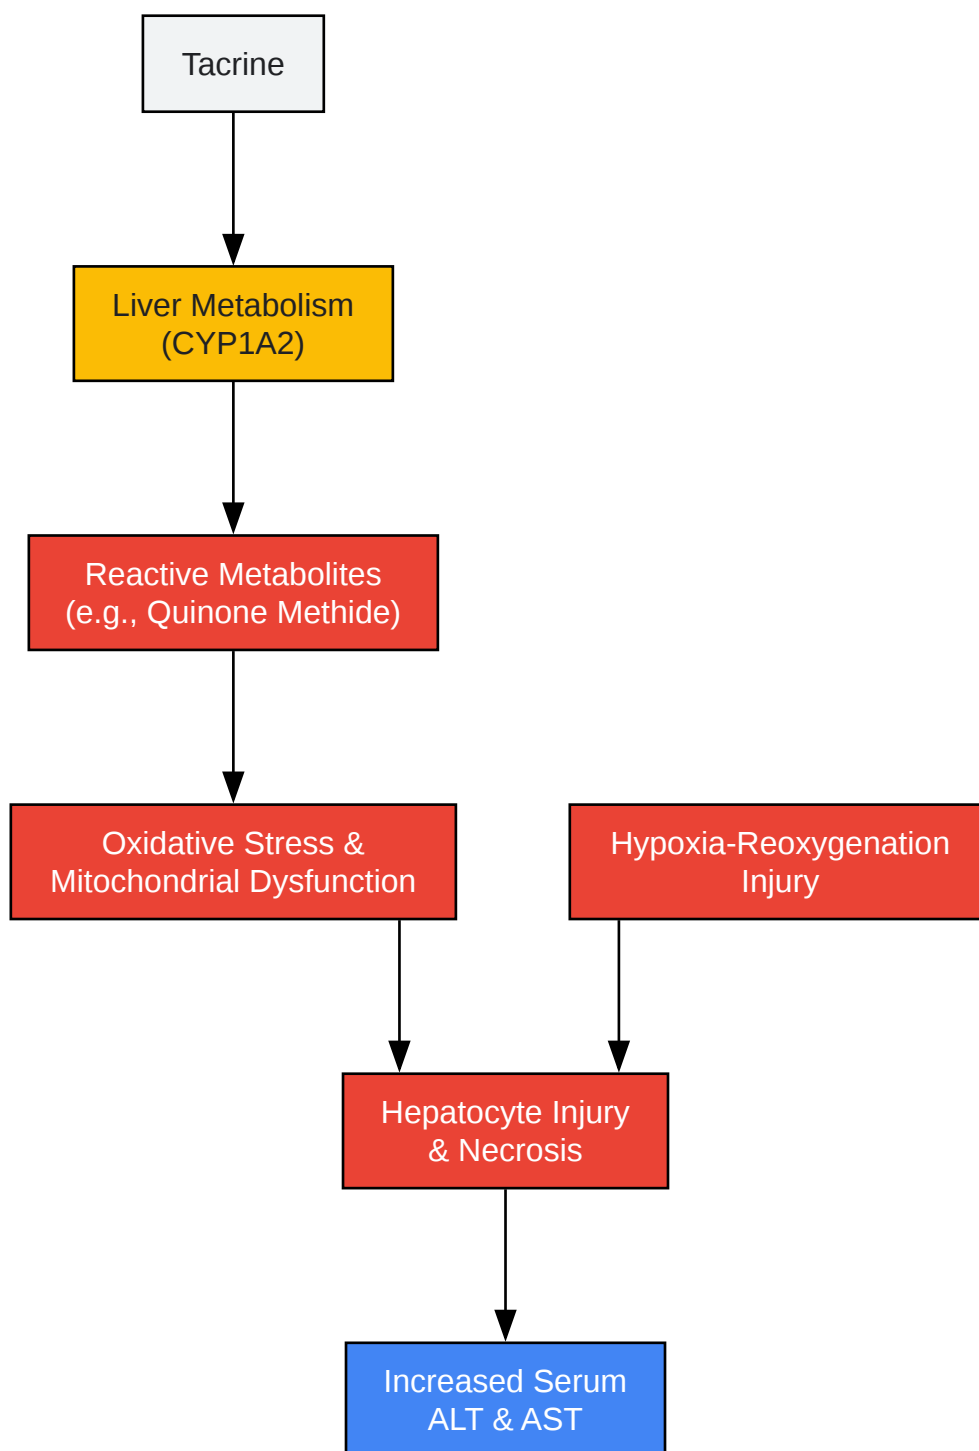 Tacrine
Liver Metabolism
(CYP1A2)
Reactive Metabolites
(e.g., Quinone Methide)
Oxidative Stress &
Mitochondrial Dysfunction
Hypoxia-Reoxygenation
Injury
Hepatocyte Injury
& Necrosis
Increased Serum
ALT & AST